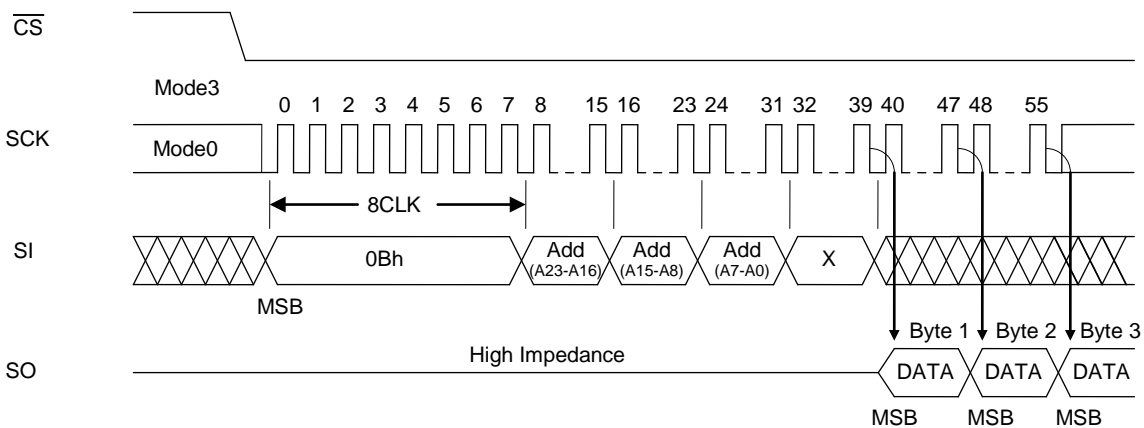 CS
Mode3
0 1 2 3 4 5 6 7 8 15 16 23 24 31 32 39 40 47 48 55
SCK
Mode0
8CLK
SI
0Bh
Add
(A23-A16)
Add
(A15-A8)
Add
(A7-A0)
X
MSB
Byte 1
Byte 2
Byte 3
High Impedance
SO
DATA
DATA
DATA
MSB
MSB
MSB